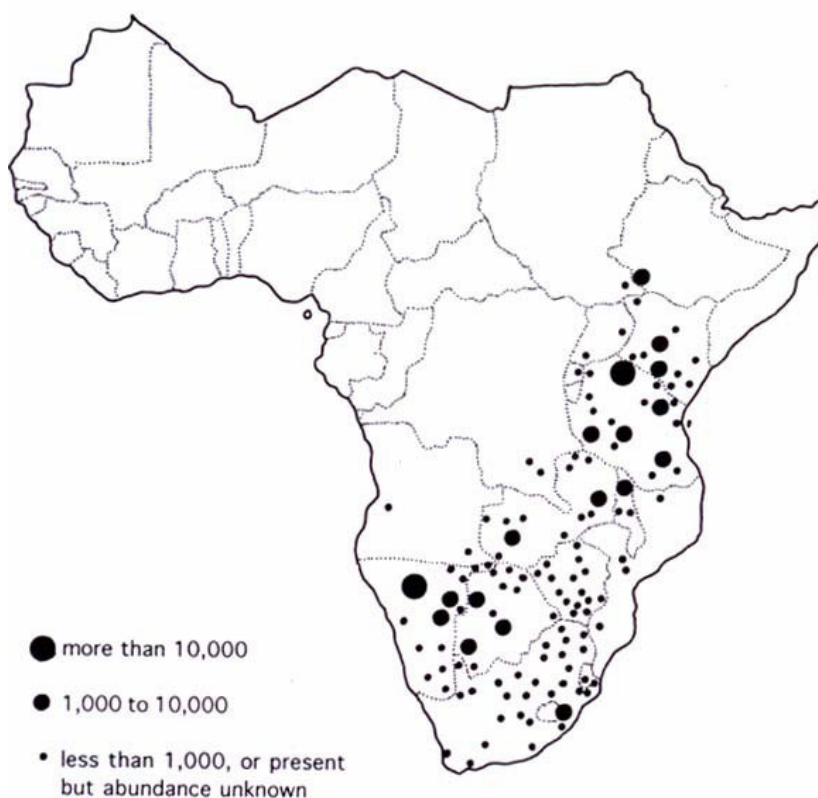 more than 10,000
1,000 to 10,000
less than 1,000, or present
but abundance unknown